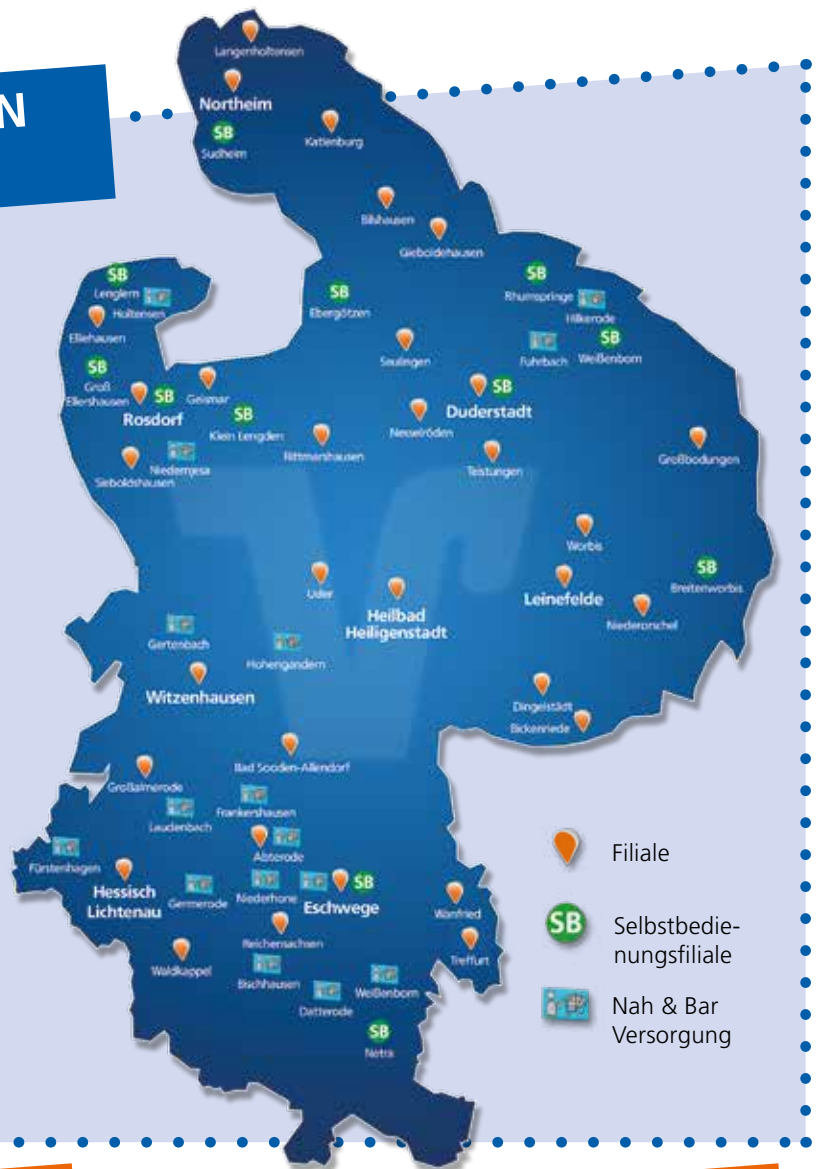 N
Langenholtensen
Northeim
SB
Sudheim
Katlenburg
Bilshausen
Gieboldehausen
SB
Lenglern
Holtensen
Elliehausen
SB
Ebergötzen
SB
Rhumspringe
Hilkerode
Fuhrbach
SB
Weißenborn
Seulingen
SB
Groß
Ellershausen
SB
Rosdorf
Geismar
SB
Klein Lengden
SB
Duderstadt
Nesselröden
Rittmarshausen
Teistungen
Großbodungen
Sieboldshausen
Niedernjesa
Worbis
Uder
Heilbad
Heiligenstadt
Leinefelde
SB
Breitenworbis
Niederorschel
Gertenbach
Hohengandern
Witzenhausen
Dingelstädt
Bickenriede
Bad Sooden-Allendorf
Großalmerode
Laudenbach
Frankershausen
Abterode
Fürstenhagen
Hessisch
Lichtenau
Germerode
Niederhone
SB
Eschwege
Wanfried
Reichensachsen
Treffurt
Waldkappel
Bischhausen
Datterode
Weißenborn
SB
Netra
Filiale
SB
Selbstbedie-
nungsfiliale
Nah & Bar
Versorgung